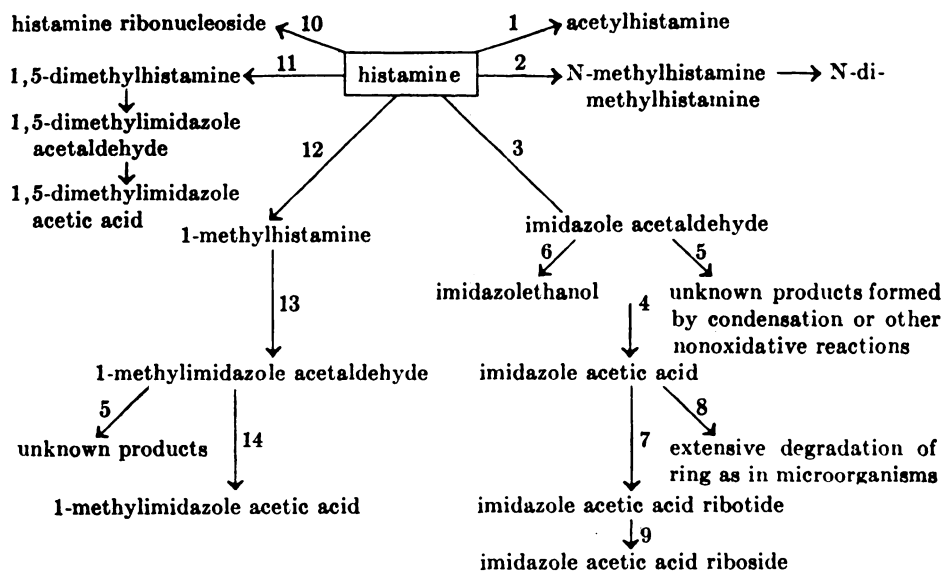 histamine ribonucleoside
10
1
acetylhistamine
1,5-dimethylhistamine
11
histamine
2
N-methylhistamine
N-di-
methylhistamine
1,5-dimethylimidazole
acetaldehyde
12
3
1,5-dimethylimidazole
acetic acid
1-methylhistamine
imidazole acetaldehyde
6
5
imidazolethanol
unknown products formed
by condensation or other
nonoxidative reactions
13
4
1-methylimidazole acetaldehyde
imidazole acetic acid
5
14
unknown products
7
8
extensive degradation of
ring as in microorganisms
1-methylimidazole acetic acid
imidazole acetic acid ribotide
9
imidazole acetic acid riboside